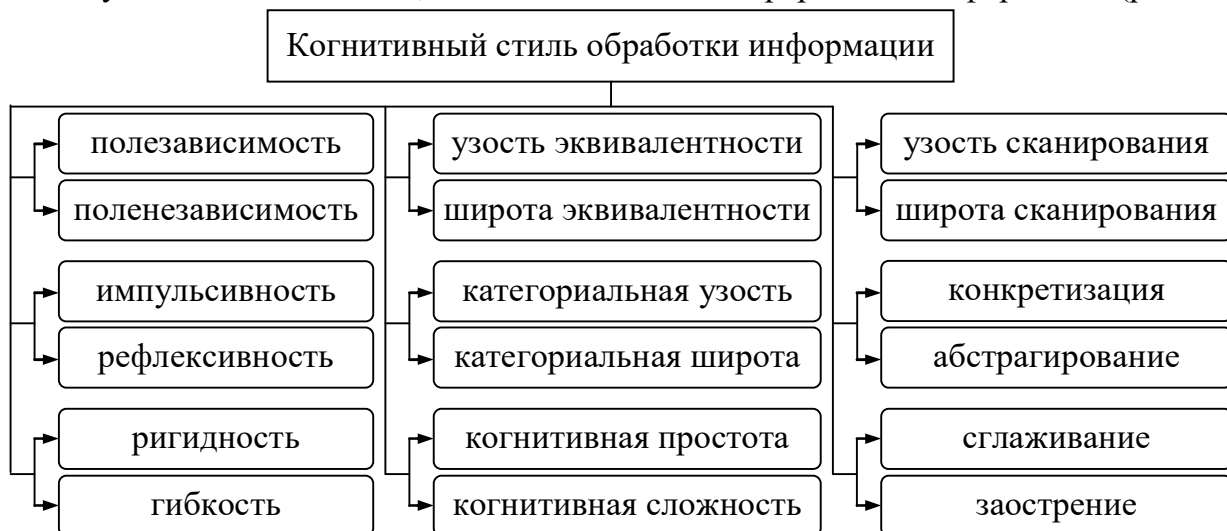 Когнитивный стиль обработки информации
полезависимость
поленезависимость
импульсивность
рефлексивность
ригидность
гибкость
узость эквивалентности
широта эквивалентности
категориальная узость
категориальная широта
когнитивная простота
когнитивная сложность
узость сканирования
широта сканирования
конкретизация
абстрагирование
сглаживание
заострение